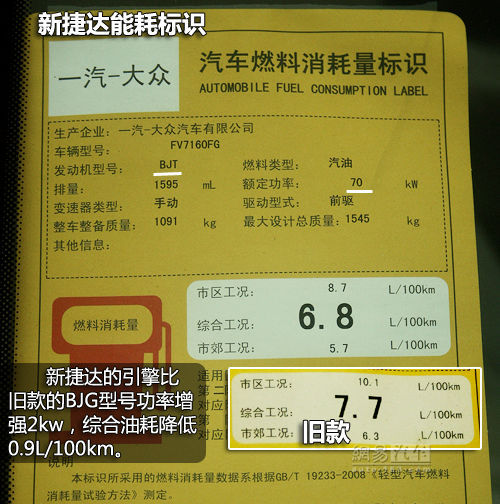 新捷达能耗标识
一汽-大众
汽车燃料消耗量标识
AUTOMOBILE FUEL CONSUMPTION LABEL
生产企业: 一汽-大众汽车有限公司
车辆型号: FV7160FG
发动机型号: BJT 燃料类型: 汽油
排量: 1595 mL 额定功率: 70 kW
变速器类型: 手动 驱动型式: 前驱
整车整备质量: 1091 kg 最大设计总质量: 1545 kg
其他信息:
燃料消耗量
市区工况: 8.7 L/100km
综合工况: 6.8 L/100km
市郊工况: 5.7 L/100km
新捷达的引擎比
旧款的BJG型号功率增
强2kw，综合油耗降低
0.9L/100km。
适用
第二
对应
第
对应
市区工况: 10.1 L/100km
综合工况: 7.7 L/100km
市郊工况: 6.3 L/100km
旧款
说明
本标识所采用的燃料消耗量数据系根据GB/T 19233-2008《轻型汽车燃料
消耗量试验方法》测定。